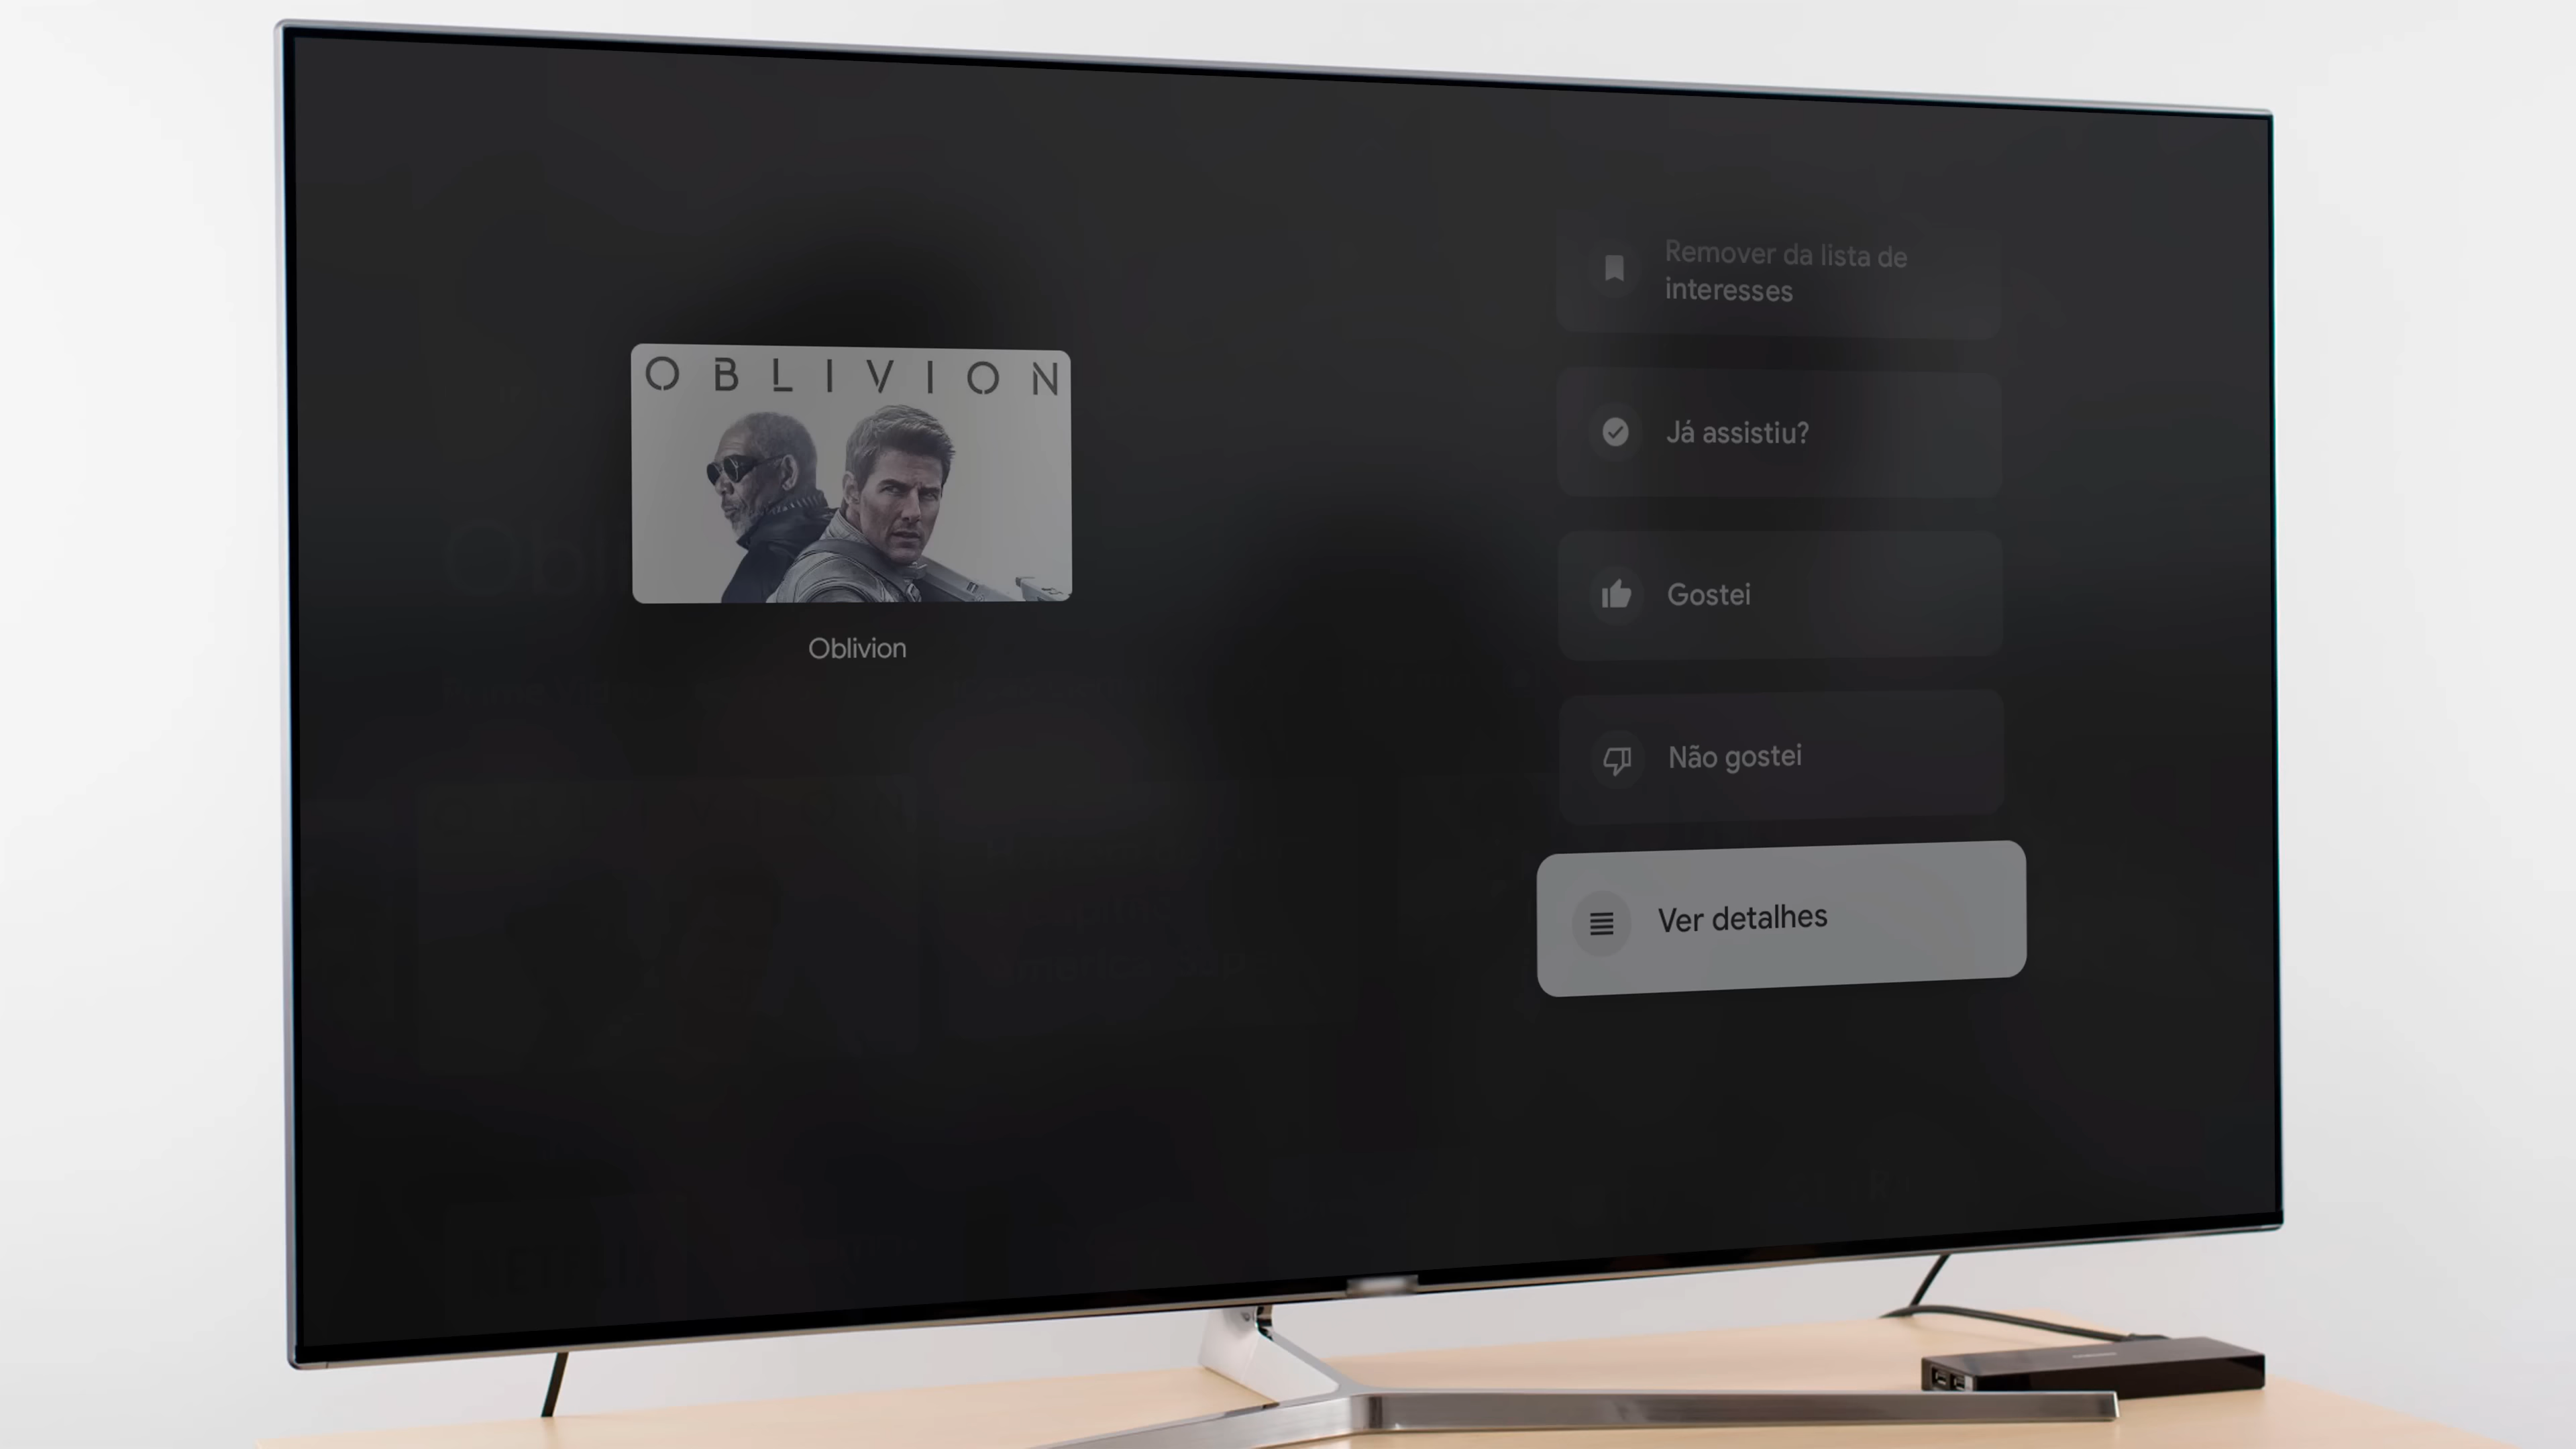 OBLIVION
Oblivion
Remover da lista de
interesses
Já assistiu?
Gostei
Não gostei
Ver detalhes